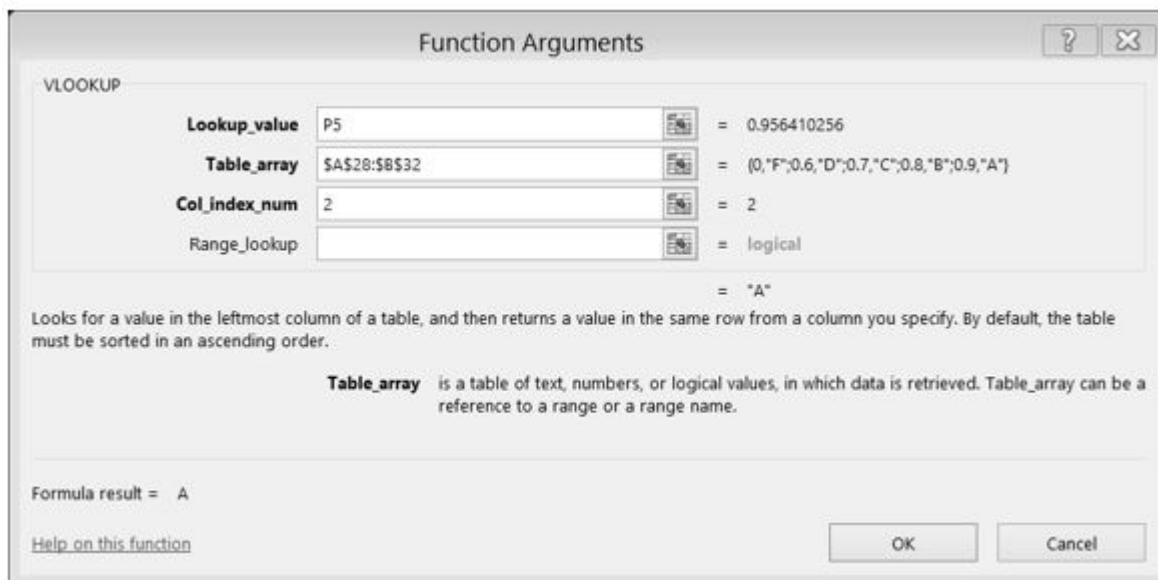 Function Arguments
VLOOKUP
Lookup_value P5 = 0.956410256
Table_array $A$28:$B$32 = {0,"F";0.6,"D";0.7,"C";0.8,"B";0.9,"A"}
Col_index_num 2 = 2
Range_lookup = logical
= "A"
Looks for a value in the leftmost column of a table, and then returns a value in the same row from a column you specify. By default, the table
must be sorted in an ascending order.
Table_array is a table of text, numbers, or logical values, in which data is retrieved. Table_array can be a
reference to a range or a range name.
Formula result = A
Help on this function OK Cancel